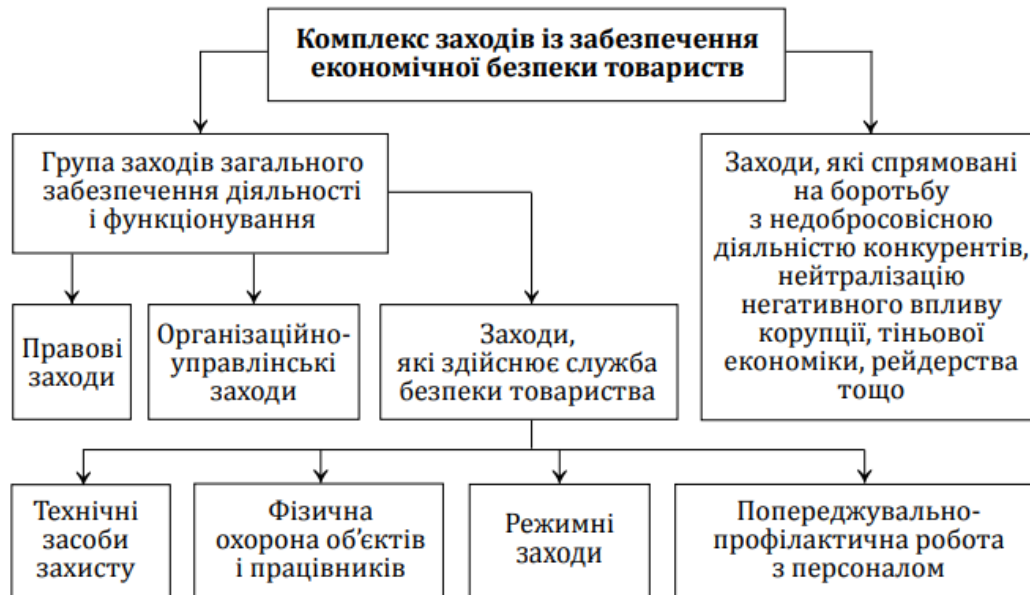 Комплекс заходів із забезпечення
економічної безпеки товариств
Група заходів загального
забезпечення діяльності
і функціонування
Заходи, які спрямовані
на боротьбу
з недобросовісною
діяльністю конкурентів,
нейтралізацію
негативного впливу
корупції, тіньової
економіки, рейдерства
тощо
Правові
заходи
Організаційно-
управлінські
заходи
Заходи,
які здійснює служба
безпеки товариства
Технічні
засоби
захисту
Фізична
охорона об’єктів
і працівників
Режимні
заходи
Попереджувально-
профілактична робота
з персоналом